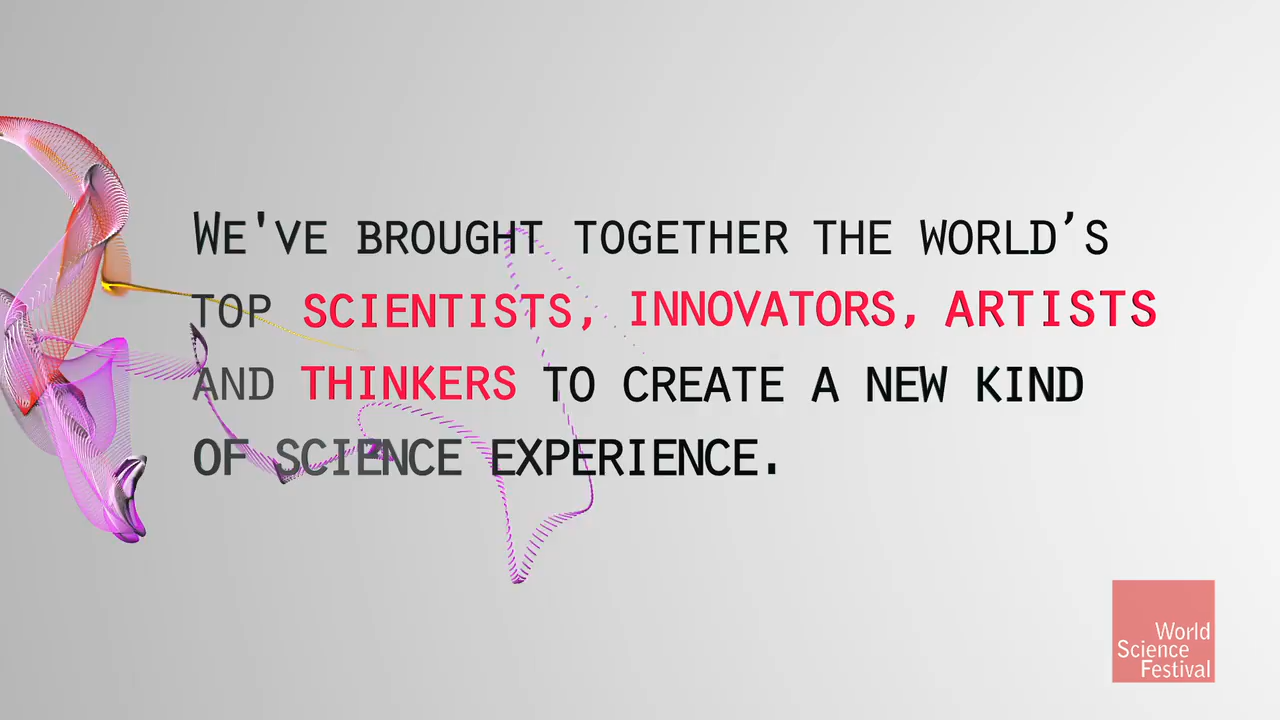 WE'VE BROUGHT TOGETHER THE WORLD’S
TOP SCIENTISTS, INNOVATORS, ARTISTS
AND THINKERS TO CREATE A NEW KIND
OF SCIENCE EXPERIENCE.
World
Science
Festival